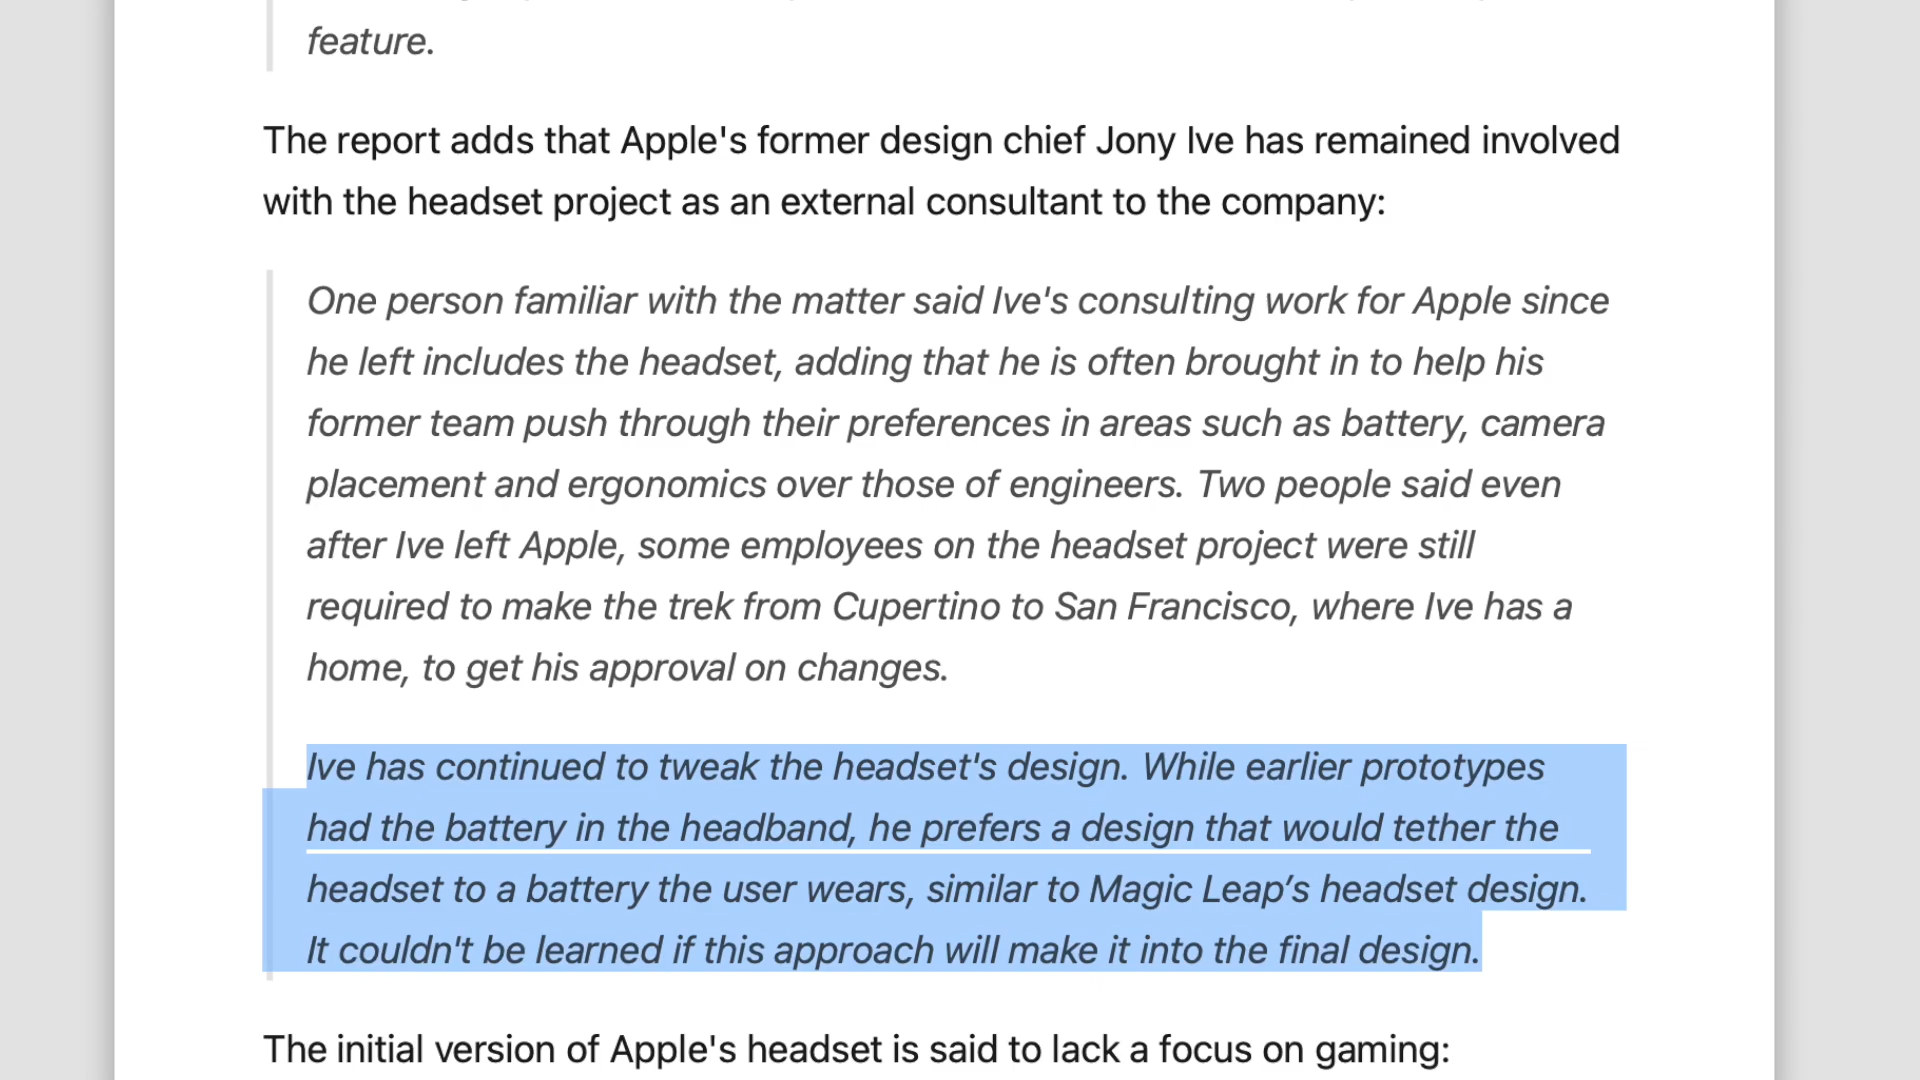 feature.
The report adds that Apple's former design chief Jony Ive has remained involved
with the headset project as an external consultant to the company:
One person familiar with the matter said Ive's consulting work for Apple since
he left includes the headset, adding that he is often brought in to help his
former team push through their preferences in areas such as battery, camera
placement and ergonomics over those of engineers. Two people said even
after Ive left Apple, some employees on the headset project were still
required to make the trek from Cupertino to San Francisco, where Ive has a
home, to get his approval on changes.
Ive has continued to tweak the headset's design. While earlier prototypes
had the battery in the headband, he prefers a design that would tether the
headset to a battery the user wears, similar to Magic Leap’s headset design.
It couldn't be learned if this approach will make it into the final design.
The initial version of Apple's headset is said to lack a focus on gaming: